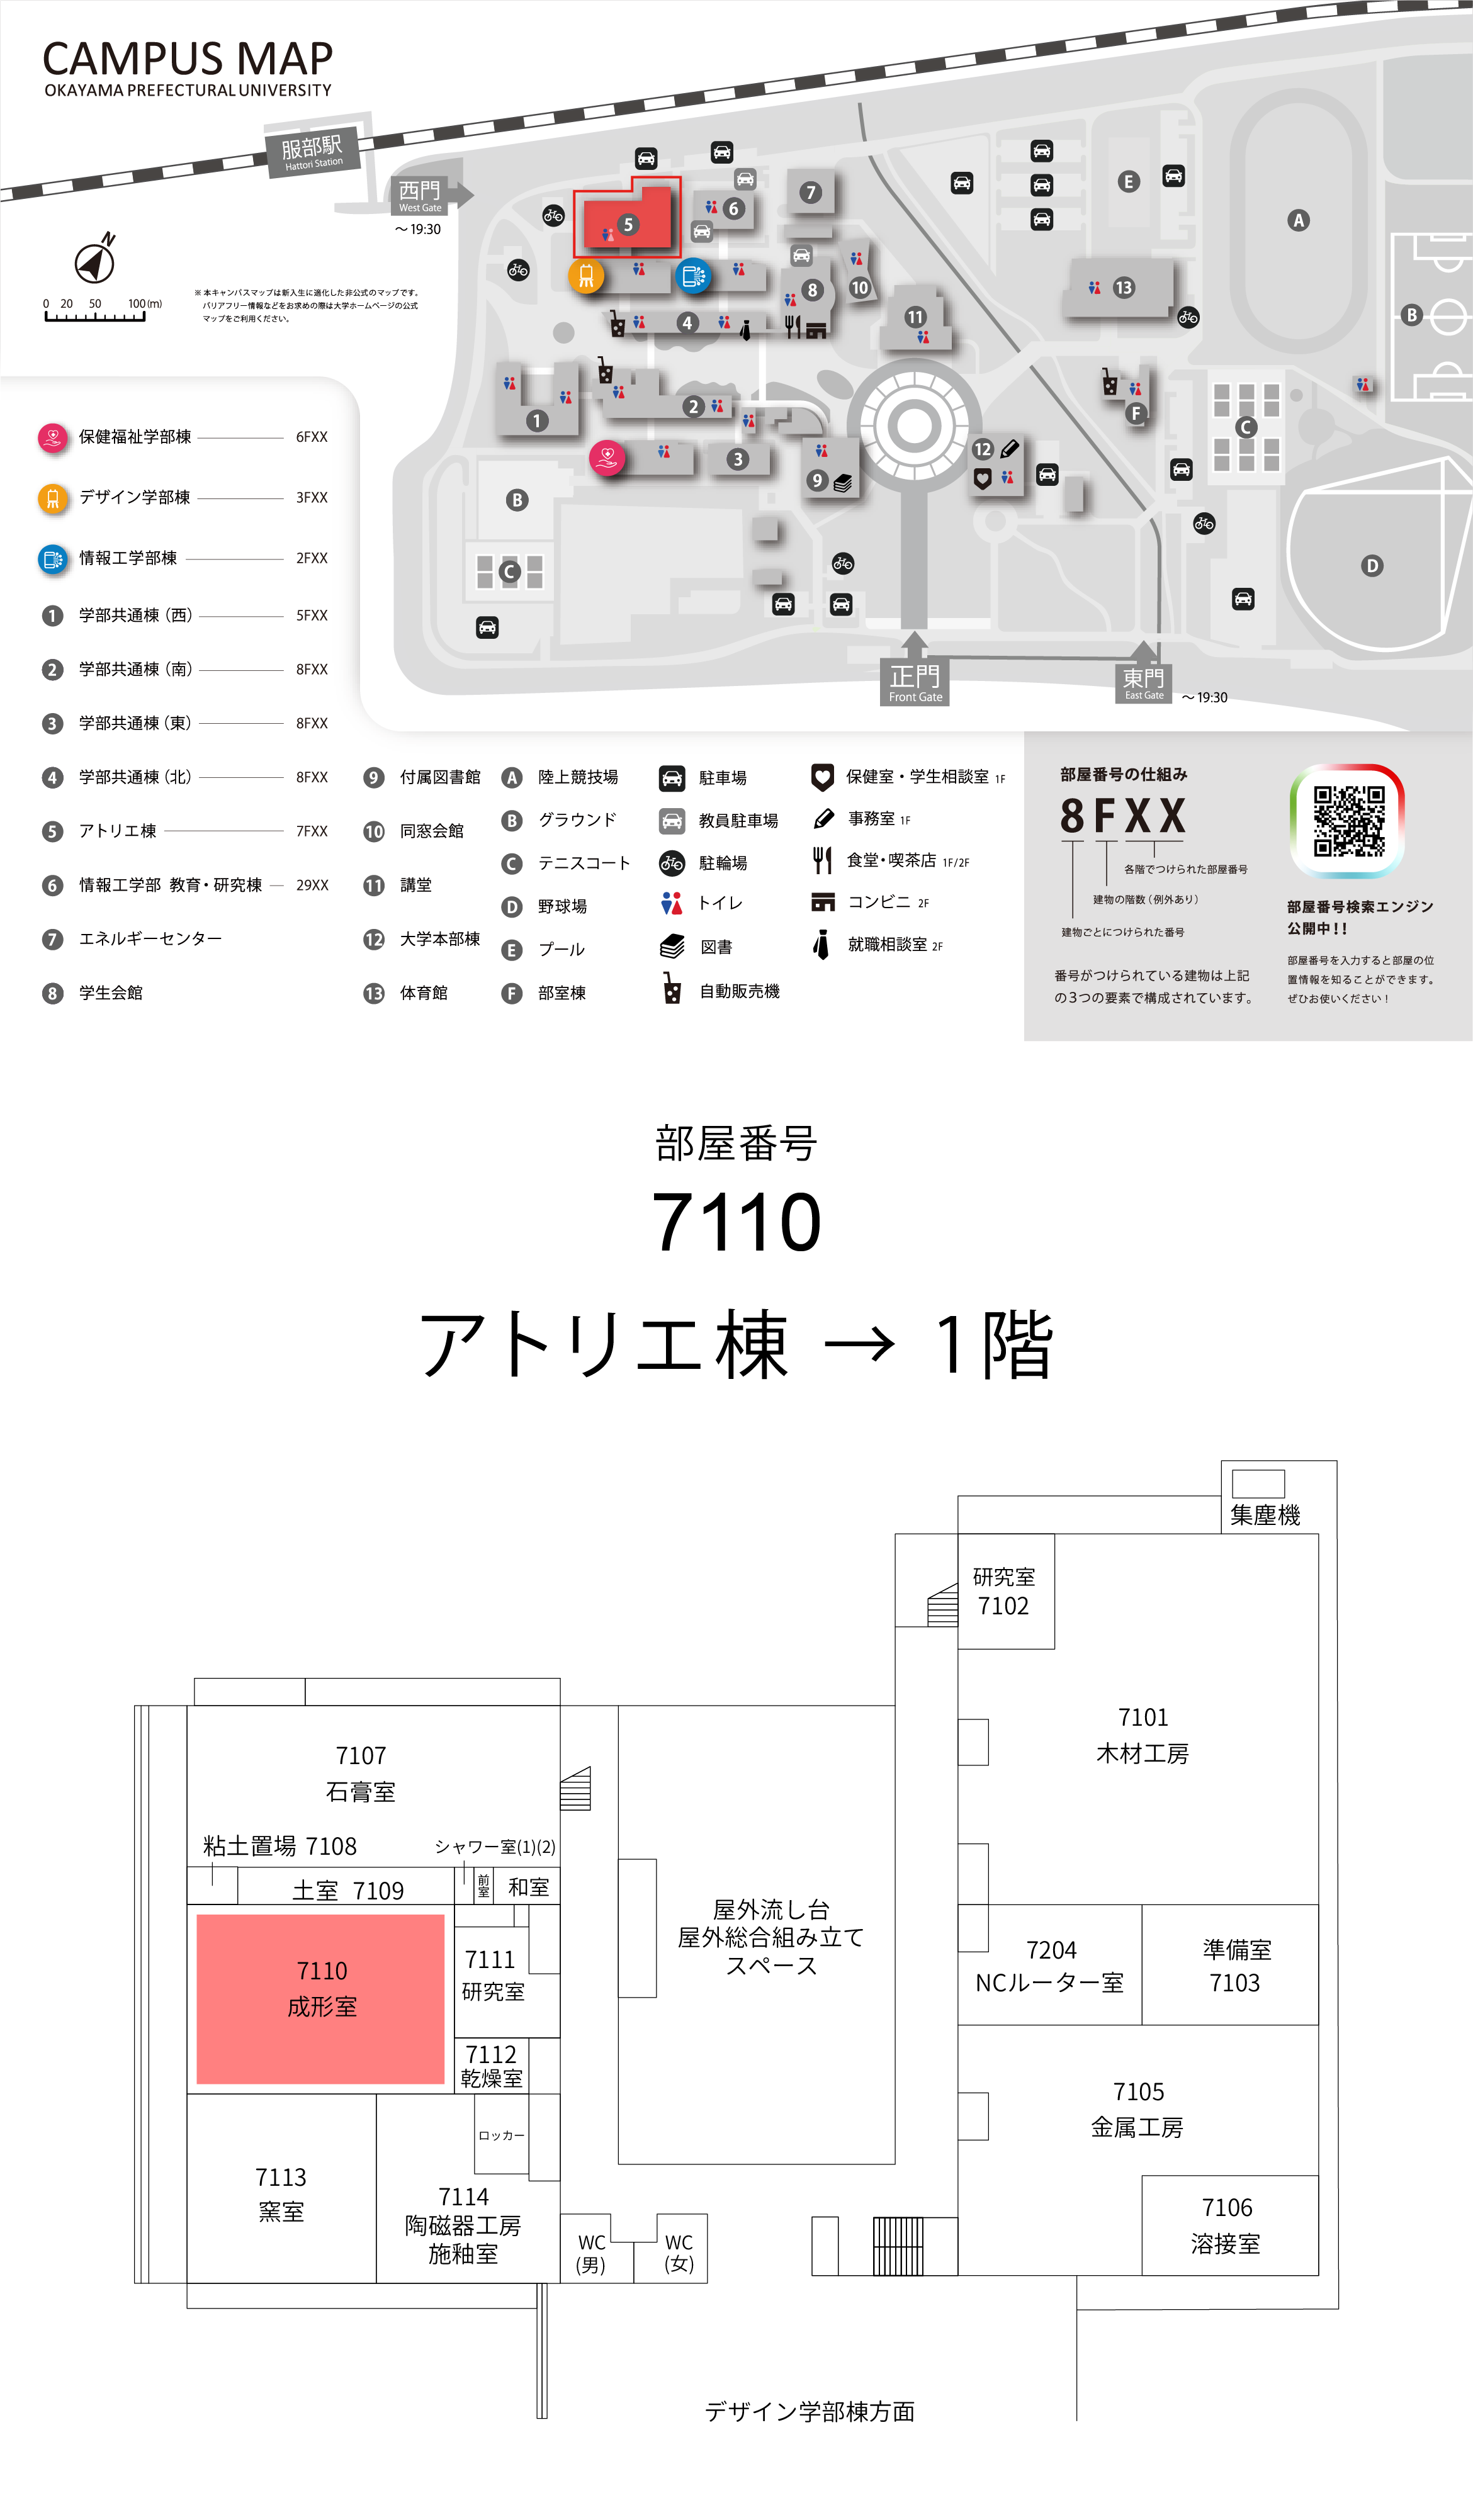 CAMPUS MAP
OKAYAMA PREFECTURAL UNIVERSITY
服部駅
Hattori Station
西門
West Gate
〜19:30
N
0 20 50 100(m)
※本キャンパスマップは新入生に適化した非公式のマップです。
バリアフリー情報などをお求めの際は大学ホームページの公式
マップをご利用ください。
5
6
7
8
10
4
11
13
1
2
3
9
12
A
B
C
D
E
F
B
C
正門
Front Gate
東門
East Gate
〜19:30
保健福祉学部棟 6FXX
デザイン学部棟 3FXX
情報工学部棟 2FXX
1 学部共通棟(西) 5FXX
2 学部共通棟(南) 8FXX
3 学部共通棟(東) 8FXX
4 学部共通棟(北) 8FXX
5 アトリエ棟 7FXX
6 情報工学部 教育・研究棟 29XX
7 エネルギーセンター
8 学生会館
9 付属図書館
10 同窓会館
11 講堂
12 大学本部棟
13 体育館
A 陸上競技場
B グラウンド
C テニスコート
D 野球場
E プール
F 部室棟
駐車場
教員駐車場
駐輪場
トイレ
図書
自動販売機
保健室・学生相談室 1F
事務室 1F
食堂・喫茶店 1F/2F
コンビニ 2F
就職相談室 2F
部屋番号の仕組み
8FXX
各階でつけられた部屋番号
建物の階数(例外あり)
建物ごとにつけられた番号
番号がつけられている建物は上記
の3つの要素で構成されています。
部屋番号検索エンジン
公開中!!
部屋番号を入力すると部屋の位
置情報を知ることができます。
ぜひお使いください!
部屋番号
7110
アトリエ棟 → 1階
集塵機
研究室
7102
7101
木材工房
7107
石膏室
粘土置場 7108
シャワー室(1)(2)
土室 7109
前室
和室
7110
成形室
7111
研究室
7112
乾燥室
屋外流し台
屋外総合組み立て
スペース
7204
NCルーター室
準備室
7103
7105
金属工房
ロッカー
7113
窯室
7114
陶磁器工房
施釉室
WC
(男)
WC
(女)
7106
溶接室
デザイン学部棟方面